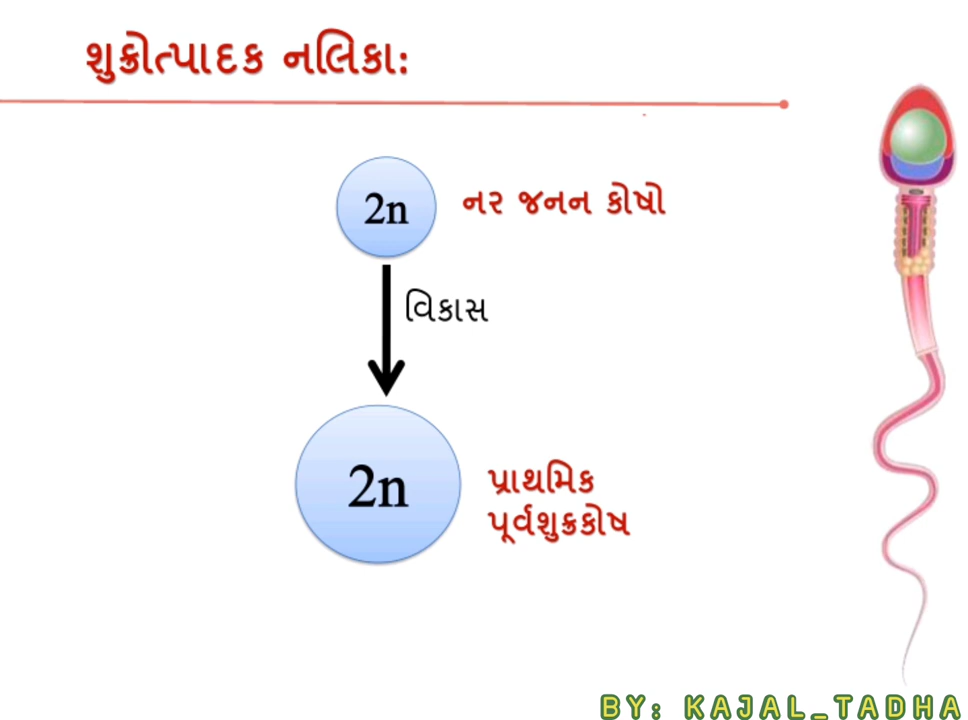 શુક્રોત્પાદક નલિકા:
2n
નર જનન કોષો
વિકાસ
2n
પ્રાથમિક
પૂર્વશુક્રકોષ
BY: KAJAL_TADHA